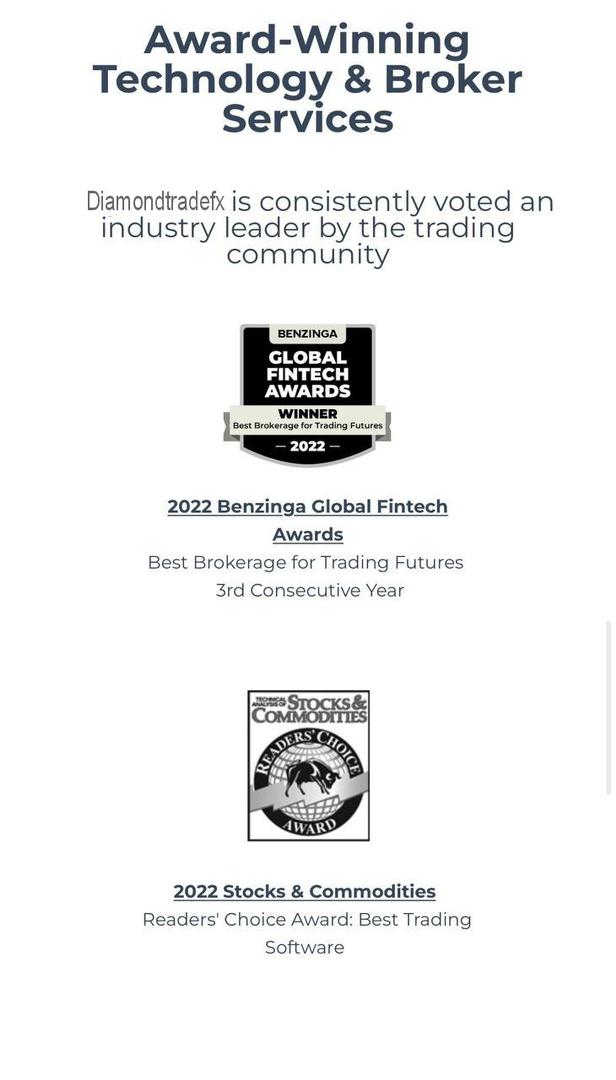 Award-Winning
Technology & Broker
Services
Diamondtradefx is consistently voted an
industry leader by the trading
community
BENZINGA
GLOBAL
FINTECH
AWARDS
WINNER
Best Brokerage for Trading Futures
— 2022 —
2022 Benzinga Global Fintech
Awards
Best Brokerage for Trading Futures
3rd Consecutive Year
TECHNICAL
ANALYSIS OF STOCKS &
COMMODITIES
READERS' CHOICE
AWARD
2022 Stocks & Commodities
Readers' Choice Award: Best Trading
Software